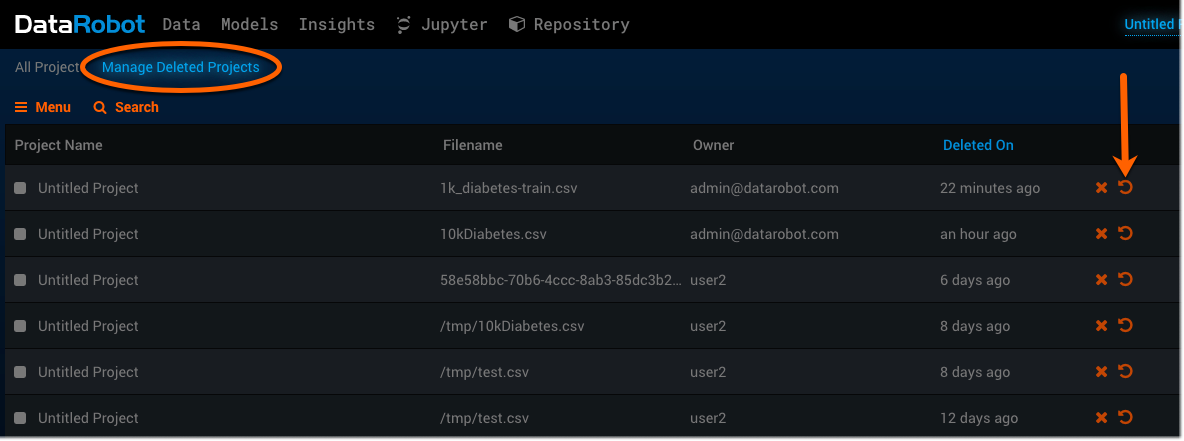 DataRobot Data Models Insights Jupyter Repository Untitled
All Project Manage Deleted Projects
Menu Search
Project Name Filename Owner Deleted On
Untitled Project 1k_diabetes-train.csv admin@datarobot.com 22 minutes ago
Untitled Project 10kDiabetes.csv admin@datarobot.com an hour ago
Untitled Project 58e58bbc-70b6-4ccc-8ab3-85dc3b2... user2 6 days ago
Untitled Project /tmp/10kDiabetes.csv user2 8 days ago
Untitled Project /tmp/test.csv user2 8 days ago
Untitled Project /tmp/test.csv user2 12 days ago